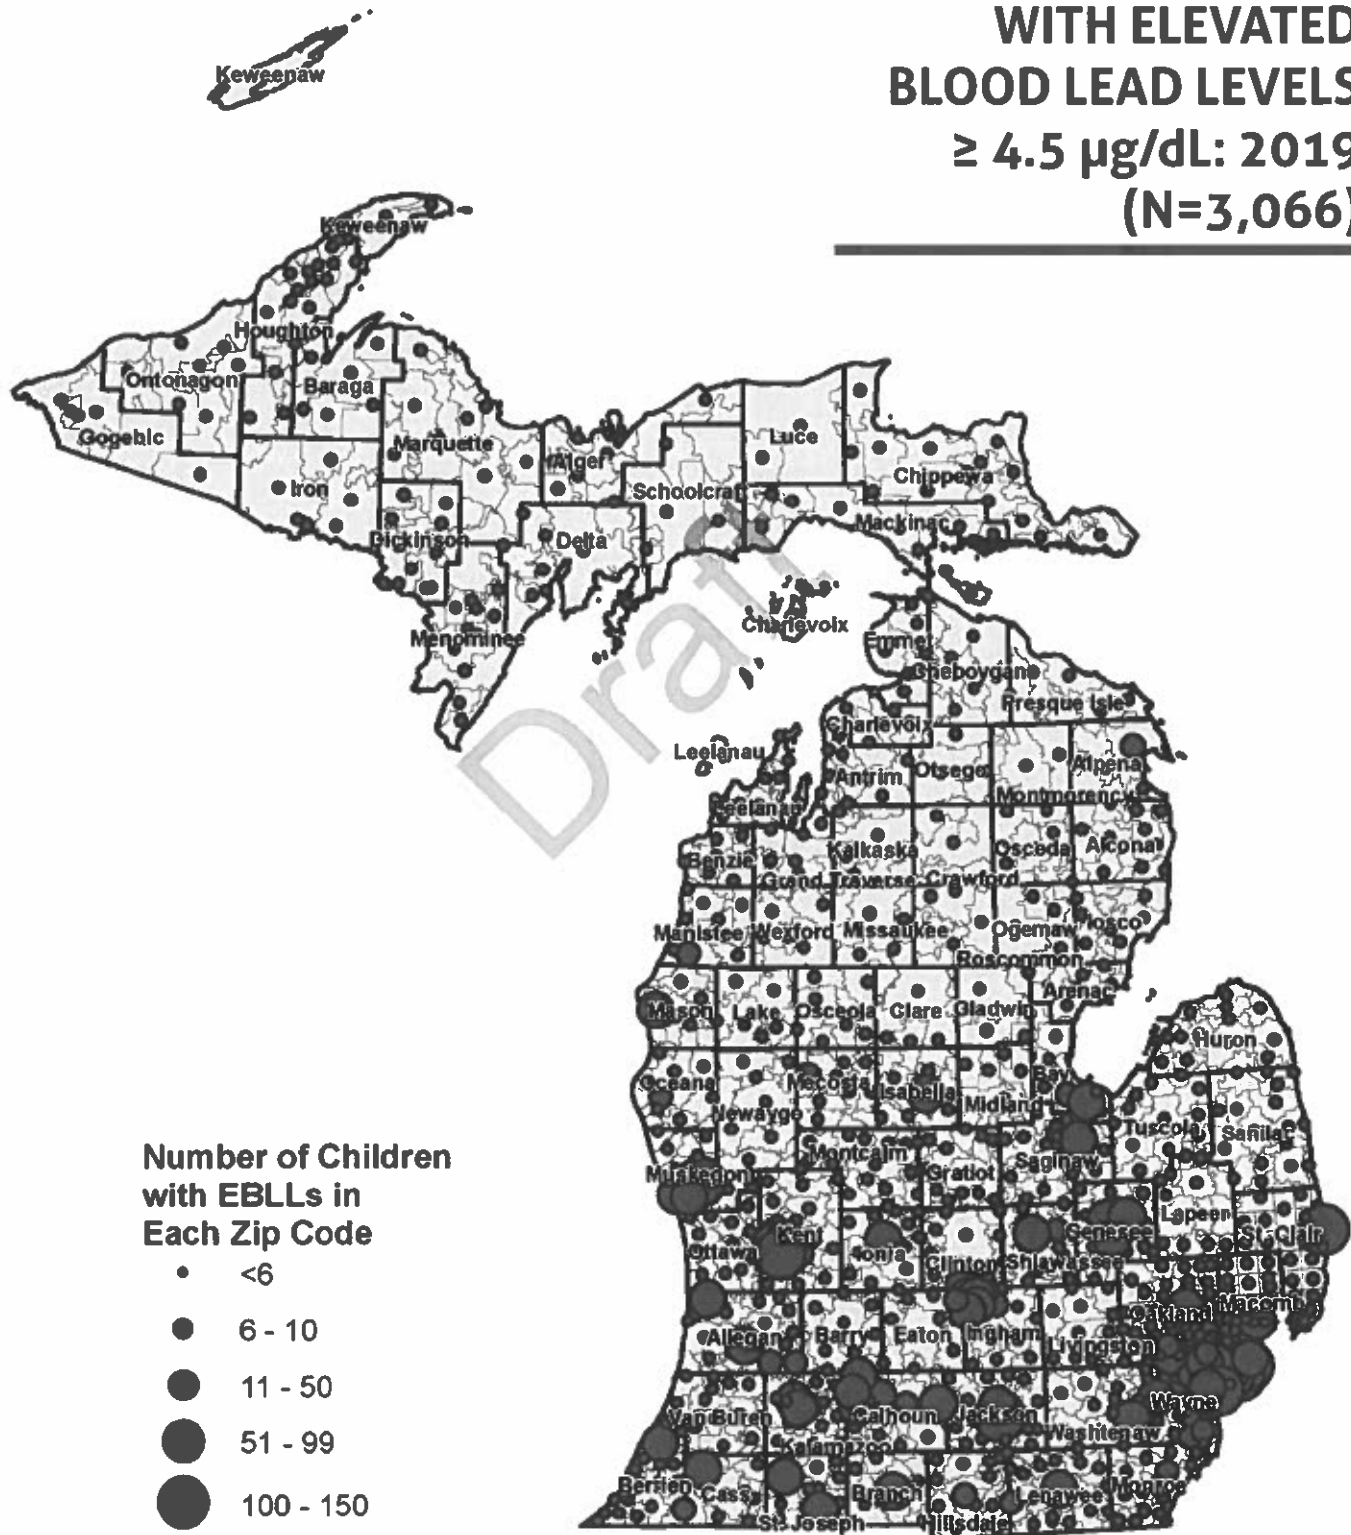 WITH ELEVATED
BLOOD LEAD LEVELS
≥ 4.5 µg/dL: 2019
(N=3,066)
Keweenaw
Keweenaw
Houghton
Ontonagon
Baraga
Gogebic
Marquette
Iron
Dickinson
Menominee
Alger
Delta
Schoolcraft
Luce
Chippewa
Mackinac
Draft
Charlevoix
Emmet
Cheboygan
Presque Isle
Charlevoix
Leelanau
Leelanau
Antrim
Otsego
Montmorency
Alpena
Benzie
Grand Traverse
Kalkaska
Crawford
Oscoda
Alcona
Manistee
Wexford
Missaukee
Roscommon
Ogemaw
Iosco
Arenac
Mason
Lake
Osceola
Clare
Gladwin
Huron
Oceana
Newaygo
Mecosta
Isabella
Midland
Bay
Tuscola
Sanilac
Muskegon
Montcalm
Gratiot
Saginaw
Lapeer
Genesee
St. Clair
Ottawa
Kent
Ionia
Clinton
Shiawassee
Oakland
Macomb
Allegan
Barry
Eaton
Ingham
Livingston
Van Buren
Kalamazoo
Calhoun
Jackson
Washtenaw
Wayne
Berrien
Cass
St. Joseph
Branch
Hillsdale
Lenawee
Monroe
Number of Children
with EBLLs in
Each Zip Code
<6
6 - 10
11 - 50
51 - 99
100 - 150